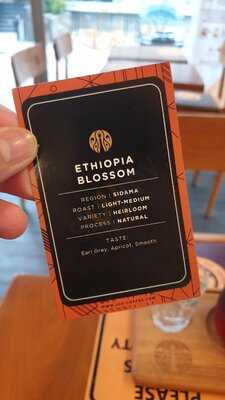 ETHIOPIA
BLOSSOM
REGION | SIDAMA
ROAST | LIGHT-MEDIUM
VARIETY | HEIRLOOM
PROCESS | NATURAL
TASTE:
Earl Grey, Apricot, Smooth
PLEASE